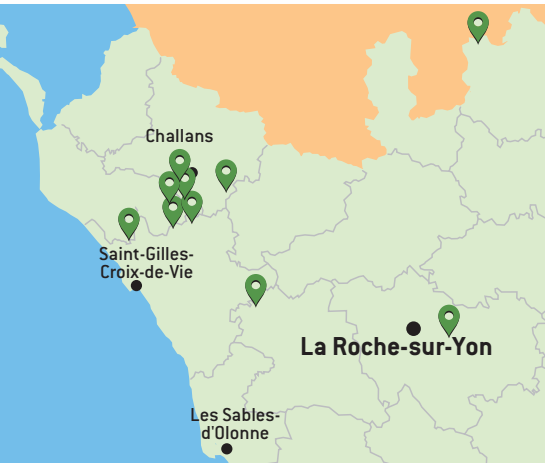 Challans
Saint-Gilles-
Croix-de-Vie
La Roche-sur-Yon
Les Sables-
d'Olonne